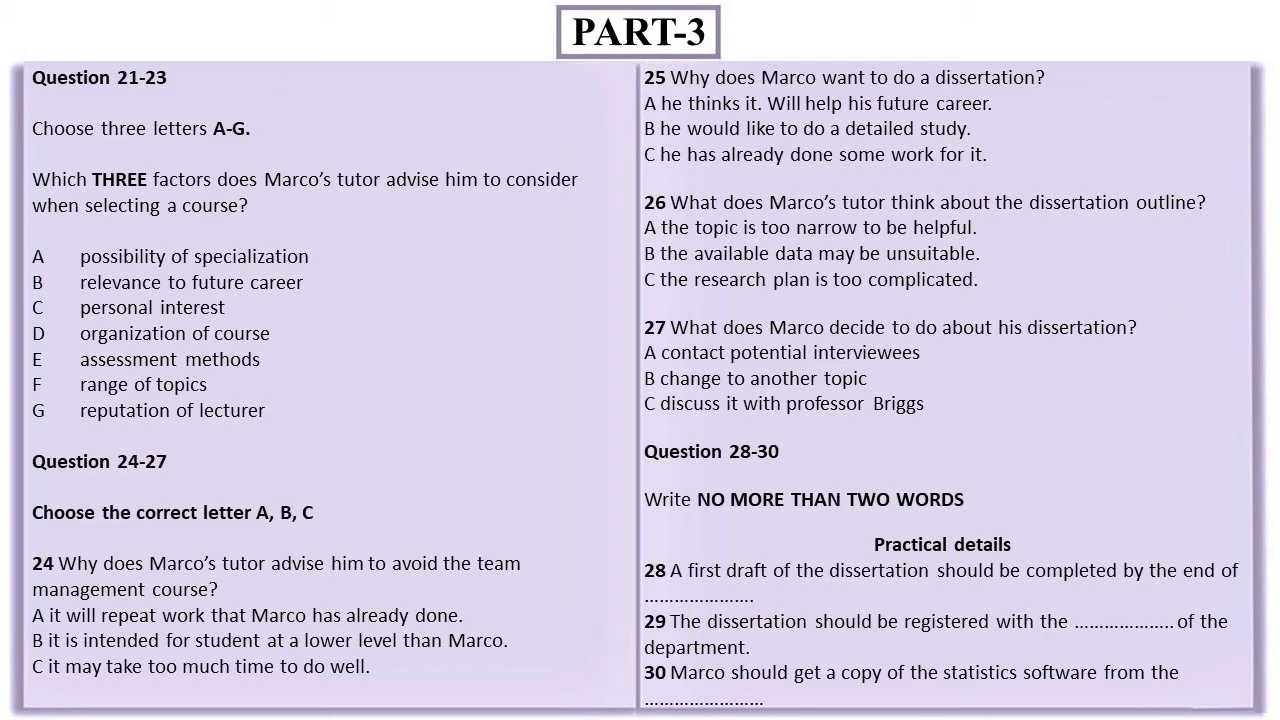 PART-3
Question 21-23
Choose three letters A-G.
Which THREE factors does Marco's tutor advise him to consider
when selecting a course?
A possibility of specialization
B relevance to future career
C personal interest
D organization of course
E assessment methods
F range of topics
G reputation of lecturer
Question 24-27
Choose the correct letter A, B, C
24 Why does Marco's tutor advise him to avoid the team
management course?
A it will repeat work that Marco has already done.
B it is intended for student at a lower level than Marco.
C it may take too much time to do well.
25 Why does Marco want to do a dissertation?
A he thinks it. Will help his future career.
B he would like to do a detailed study.
C he has already done some work for it.
26 What does Marco's tutor think about the dissertation outline?
A the topic is too narrow to be helpful.
B the available data may be unsuitable.
C the research plan is too complicated.
27 What does Marco decide to do about his dissertation?
A contact potential interviewees
B change to another topic
C discuss it with professor Briggs
Question 28-30
Write NO MORE THAN TWO WORDS
Practical details
28 A first draft of the dissertation should be completed by the end of
………………….
29 The dissertation should be registered with the ……………….. of the
department.
30 Marco should get a copy of the statistics software from the
……………………